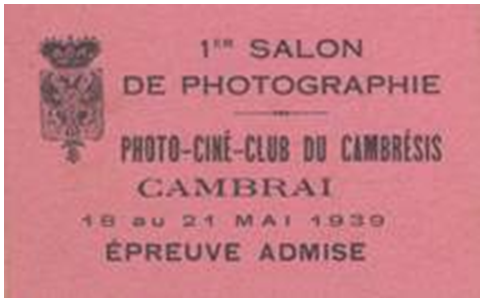 1ER SALON
DE PHOTOGRAPHIE
PHOTO-CINÉ-CLUB DU CAMBRÉSIS
CAMBRAI
18 au 21 MAI 1939
ÉPREUVE ADMISE